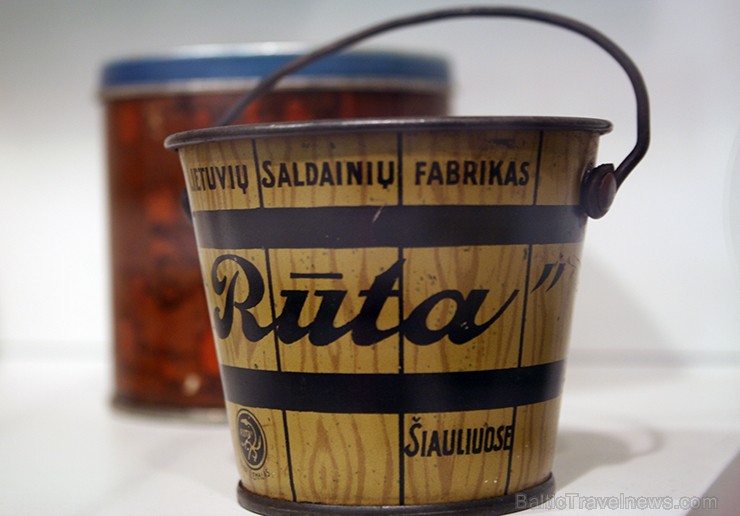 LIETUVIŲ SALDAINIŲ FABRIKAS
Rūta"
ŠIAULIUOSE
BalticTravelnews.com